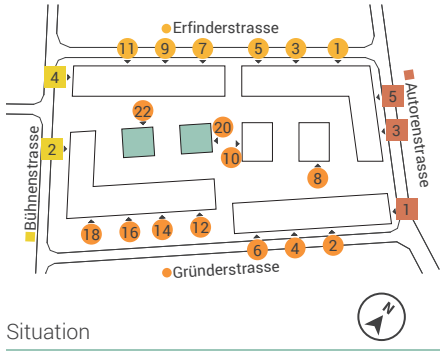 Erfinderstrasse
11 9 7 5 3 1
4
5
22
20
3
Autorenstrasse
2
10
8
Bühnenstrasse
1
18 16 14 12
6 4 2
Gründerstrasse
N
Situation